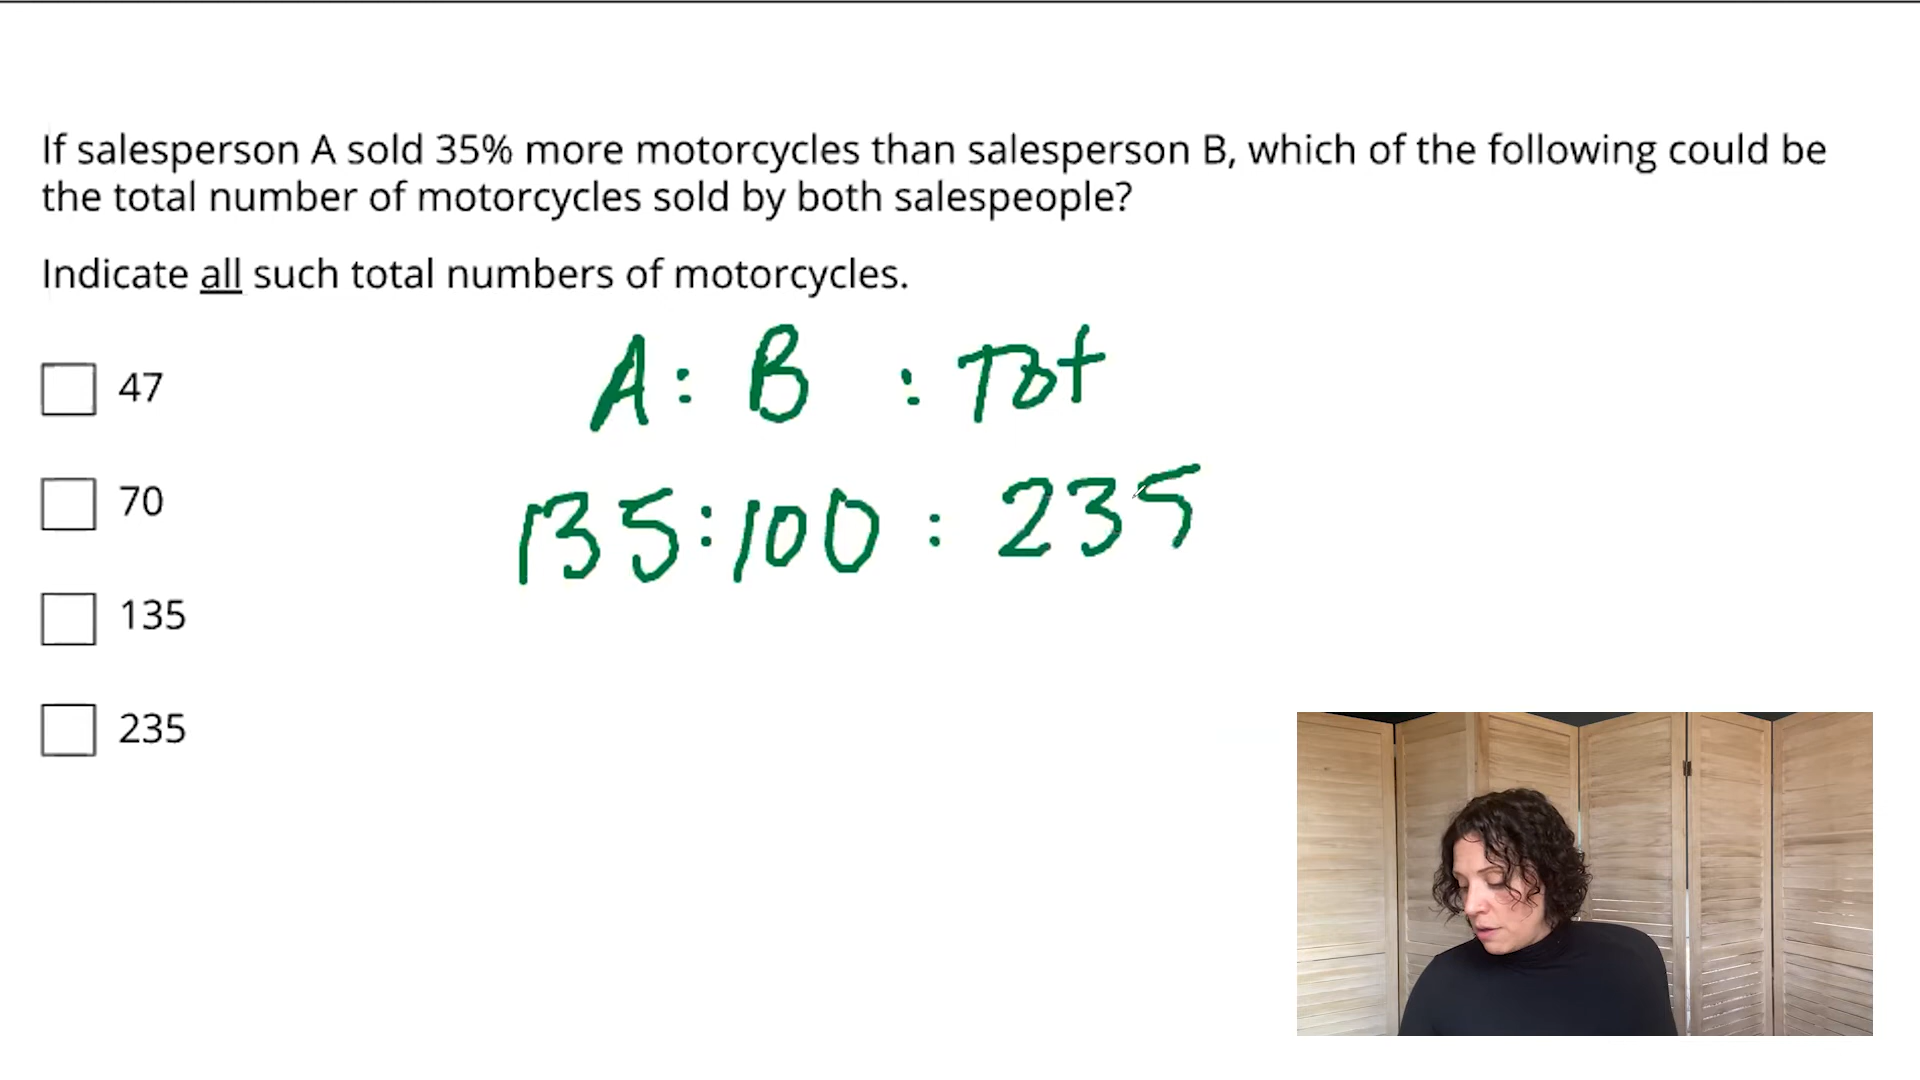 If salesperson A sold 35% more motorcycles than salesperson B, which of the following could be
the total number of motorcycles sold by both salespeople?
Indicate all such total numbers of motorcycles.
A : B : Tot
135 : 100 : 235
47
70
135
235